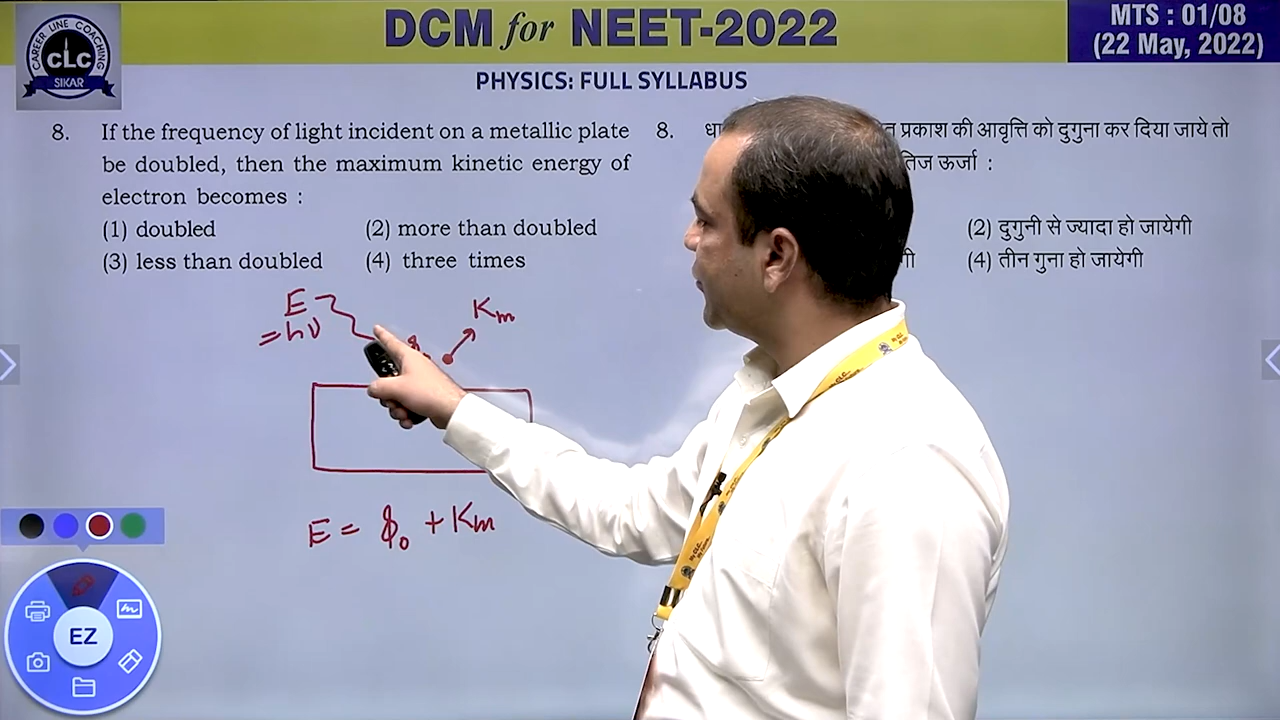 CAREER LINE COACHING
CLC
SIKAR
DCM for NEET-2022
MTS : 01/08
(22 May, 2022)
PHYSICS: FULL SYLLABUS
8. If the frequency of light incident on a metallic plate
be doubled, then the maximum kinetic energy of
electron becomes :
(1) doubled (2) more than doubled
(3) less than doubled (4) three times
8. प्रकाश की आवृत्ति को दुगुना कर दिया जाये तो
ऊर्जा :
(2) दुगुनी से ज्यादा हो जायेगी
(4) तीन गुना हो जायेगी
E
= hν
Km
E = ϕ₀ + Km
EZ